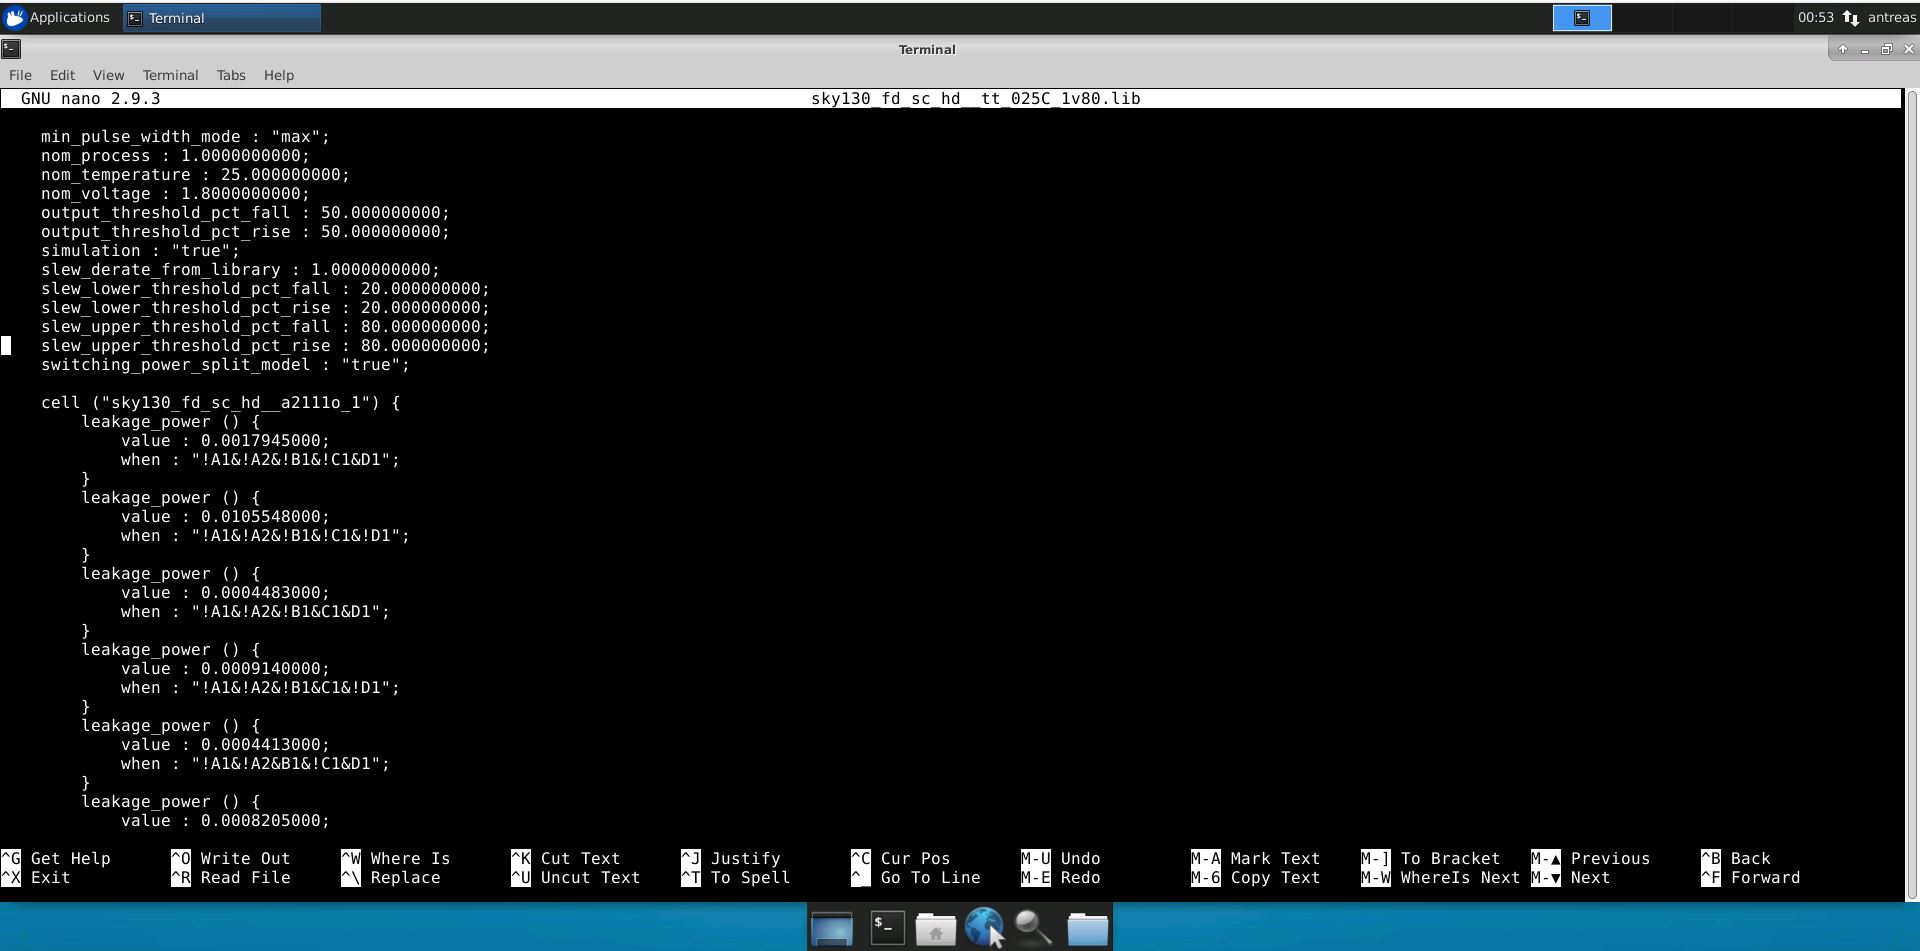 Applications Terminal 00:53 antreas
Terminal
File Edit View Terminal Tabs Help
GNU nano 2.9.3 sky130_fd_sc_hd__tt_025C_1v80.lib
min_pulse_width_mode : "max";
nom_process : 1.0000000000;
nom_temperature : 25.000000000;
nom_voltage : 1.8000000000;
output_threshold_pct_fall : 50.000000000;
output_threshold_pct_rise : 50.000000000;
simulation : "true";
slew_derate_from_library : 1.0000000000;
slew_lower_threshold_pct_fall : 20.000000000;
slew_lower_threshold_pct_rise : 20.000000000;
slew_upper_threshold_pct_fall : 80.000000000;
slew_upper_threshold_pct_rise : 80.000000000;
switching_power_split_model : "true";
cell ("sky130_fd_sc_hd__a2111o_1") {
leakage_power () {
value : 0.0017945000;
when : "!A1&!A2&!B1&!C1&D1";
}
leakage_power () {
value : 0.0105548000;
when : "!A1&!A2&!B1&!C1&!D1";
}
leakage_power () {
value : 0.0004483000;
when : "!A1&!A2&!B1&C1&D1";
}
leakage_power () {
value : 0.0009140000;
when : "!A1&!A2&!B1&C1&!D1";
}
leakage_power () {
value : 0.0004413000;
when : "!A1&!A2&B1&!C1&D1";
}
leakage_power () {
value : 0.0008205000;
^G Get Help ^O Write Out ^W Where Is ^K Cut Text ^J Justify ^C Cur Pos M-U Undo M-A Mark Text M-] To Bracket M-▲ Previous ^B Back
^X Exit ^R Read File ^\ Replace ^U Uncut Text ^T To Spell ^_ Go To Line M-E Redo M-6 Copy Text M-W WhereIs Next M-▼ Next ^F Forward